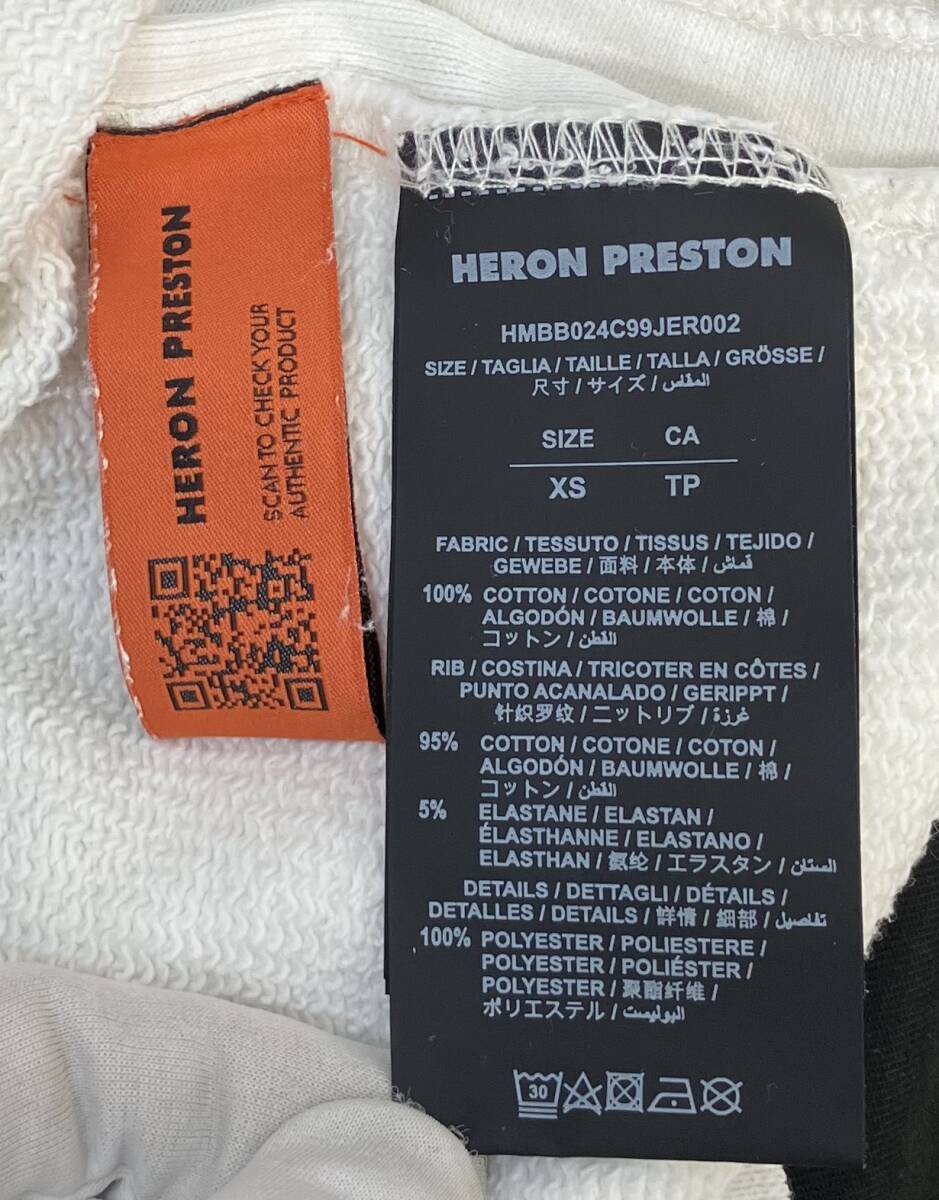 HERON PRESTON
SCAN TO CHECK YOUR
AUTHENTIC PRODUCT
HERON PRESTON
HMBB024C99JER002
SIZE / TAGLIA / TAILLE / TALLA / GRÖSSE /
尺寸 / サイズ / المقاس
SIZE CA
XS TP
FABRIC / TESSUTO / TISSUS / TEJIDO /
GEWEBE / 面料 / 本体 / قماش
100% COTTON / COTONE / COTON /
ALGODÓN / BAUMWOLLE / 棉 /
コットン / القطن
RIB / COSTINA / TRICOTER EN CÔTES /
PUNTO ACANALADO / GERIPPT /
针织罗纹 / ニットリブ / غرزة
95% COTTON / COTONE / COTON /
ALGODÓN / BAUMWOLLE / 棉 /
コットン / القطن
5% ELASTANE / ELASTAN /
ÉLASTHANNE / ELASTANO /
ELASTHAN / 氨纶 / エラスタン / الستان
DETAILS / DETTAGLI / DÉTAILS /
DETALLES / DETAILS / 詳情 / 細部 / تفاصيل
100% POLYESTER / POLIESTERE /
POLYESTER / POLIÉSTER /
POLYESTER / 聚酯纤维 /
ポリエステル / البوليستر
30